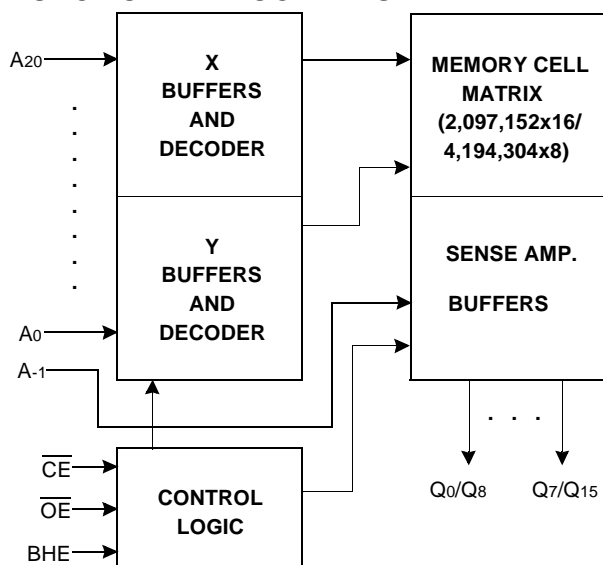 A20
X
BUFFERS
AND
DECODER
MEMORY CELL
MATRIX
(2,097,152x16/
4,194,304x8)
Y
BUFFERS
AND
DECODER
SENSE AMP.
BUFFERS
A0
A-1
CE
OE
BHE
CONTROL
LOGIC
. . .
Q0/Q8
Q7/Q15